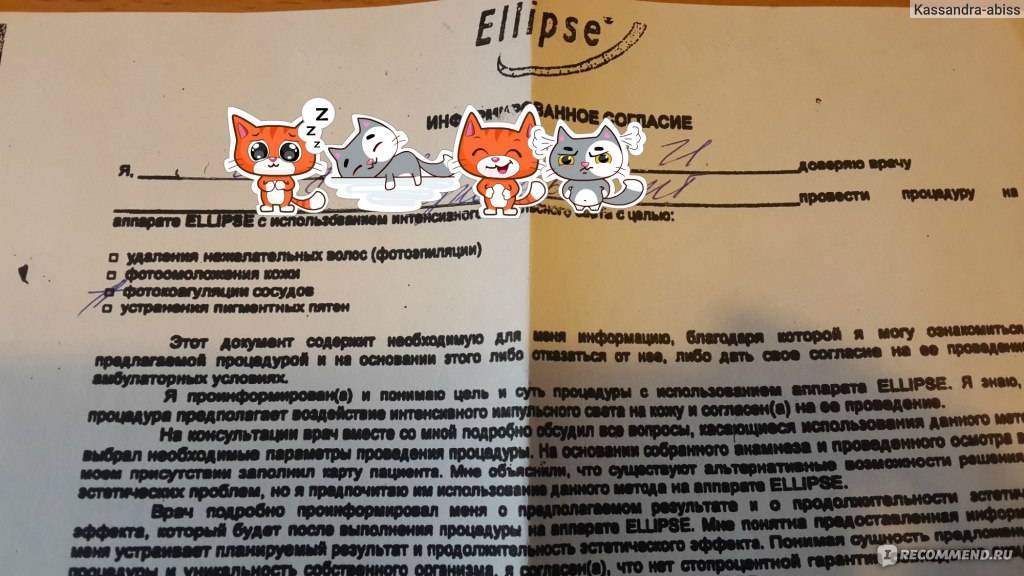 Kassandra-abiss
Ellipse
ИНФОРМИРОВАННОЕ СОГЛАСИЕ
z z z
Я, доверяю врачу
провести процедуру на
аппарате ELLIPSE с использованием интенсивного света с целью:
□ удаления нежелательных волос (фотоэпиляции)
□ фотоомоложения кожи
□ фотокоагуляции сосудов
□ устранения пигментных пятен
Этот документ содержит необходимую для меня информацию, благодаря которой я могу ознакомиться
предлагаемой процедурой и на основании этого либо отказаться от нее, либо дать свое согласие на ее проведени
амбулаторных условиях.
Я проинформирован(а) и понимаю цель и суть процедуры с использованием аппарата ELLIPSE. Я знаю,
процедура предполагает воздействие интенсивного импульсного света на кожу и согласен(а) на ее проведение.
На консультации врач вместе со мной подробно обсудил все вопросы, касающиеся использования данного мето
выбрал необходимые параметры проведения процедуры. На основании собранного анамнеза и проведенного осмотра в
моем присутствии заполнил карту пациента. Мне объяснили, что существуют альтернативные возможности решения
эстетических проблем, но я предпочитаю им использование данного метода на аппарате ELLIPSE.
Врач подробно проинформировал меня о предполагаемом результате и о продолжительности эстетич
эффекта, который будет после выполнения процедуры на аппарате ELLIPSE. Мне понятна предоставленная информ
меня устраивает планируемый результат и продолжительность эстетического эффекта. Понимая сущность предложен
процедуры и уникальность собственного организма, я согласен(а), что нет стопроцентной гарантии
IRECOMMEND.RU